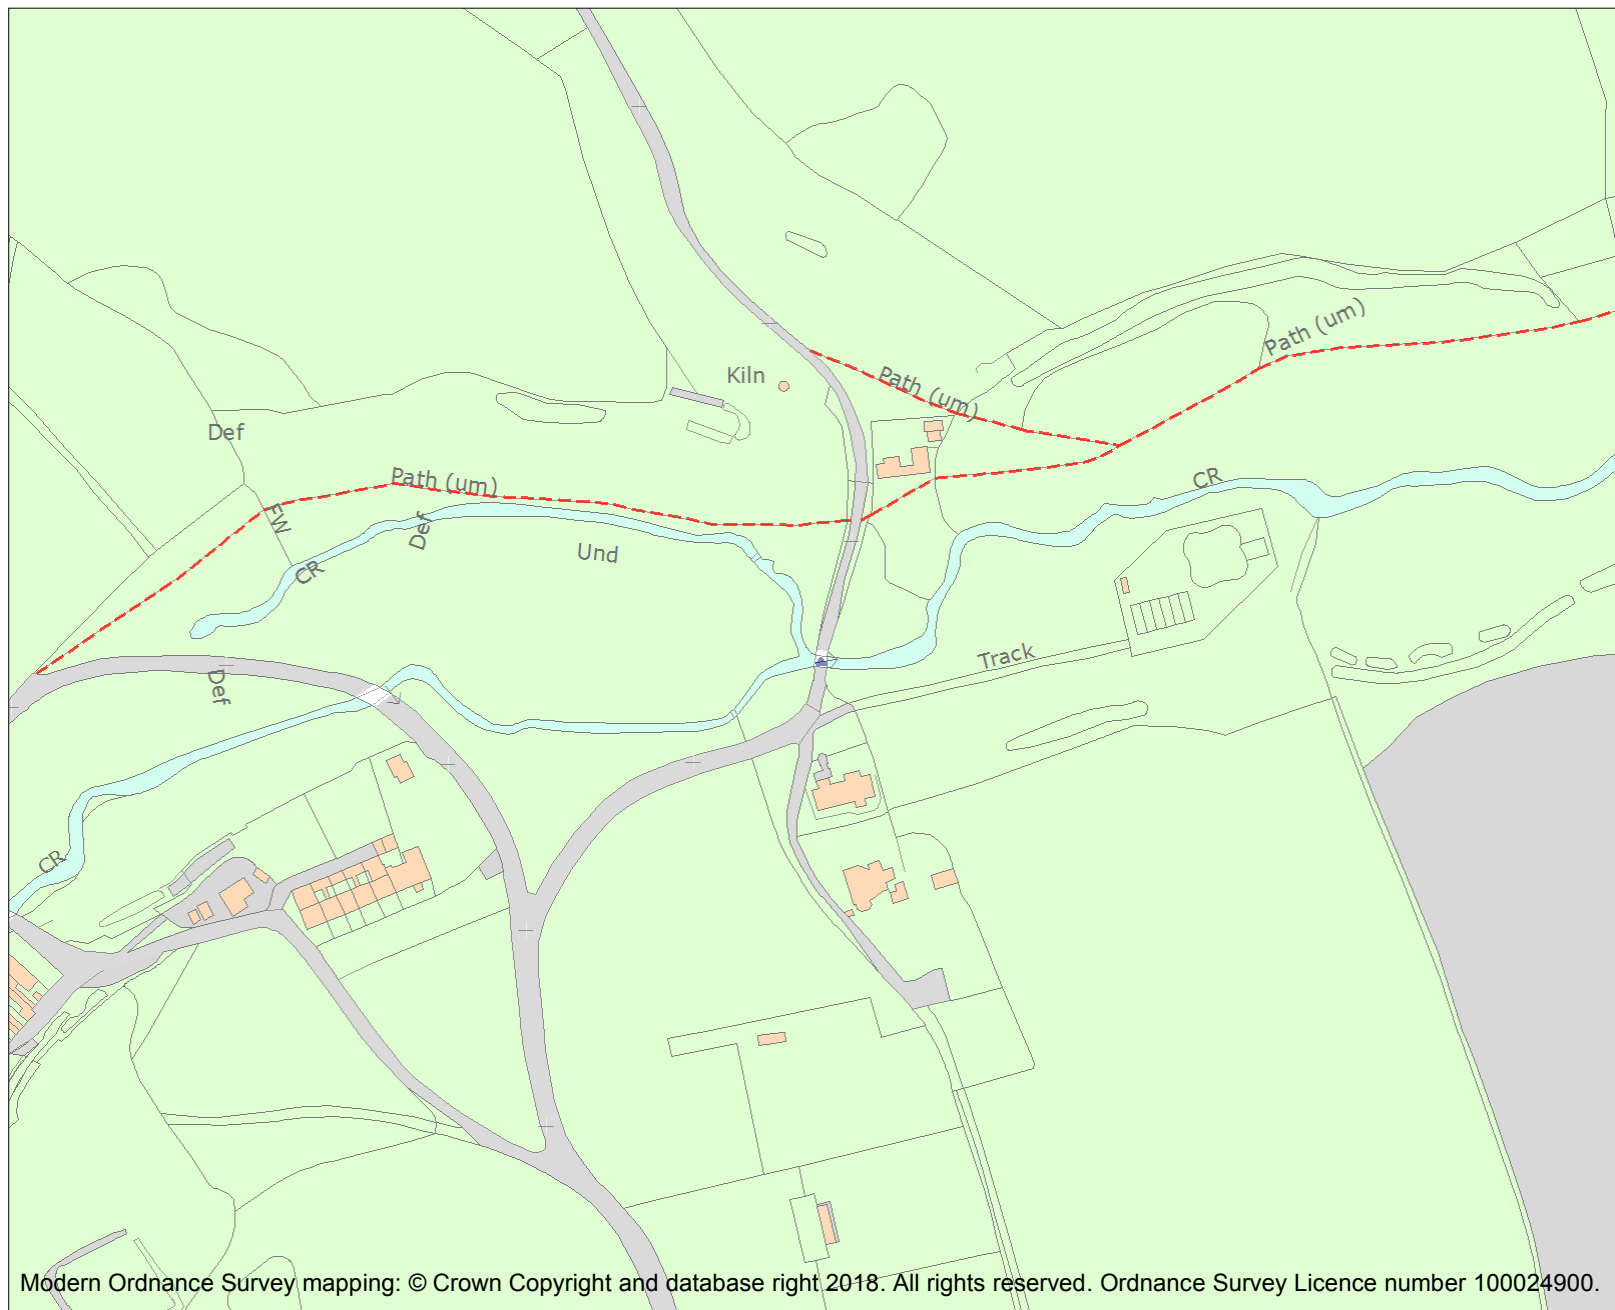 Path (um)
Kiln
Path (um)
Def
Path (um)
CR
FW
Def
Und
CR
Track
Def
CR
Modern Ordnance Survey mapping: © Crown Copyright and database right 2018. All rights reserved. Ordnance Survey Licence number 100024900.